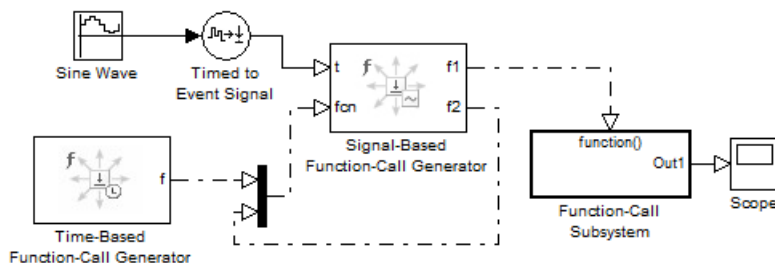 Sine Wave
Timed to
Event Signal
f
t
fcn
f1
f2
Signal-Based
Function-Call Generator
f
f
Time-Based
Function-Call Generator
function()
Out1
Function-Call
Subsystem
Scope